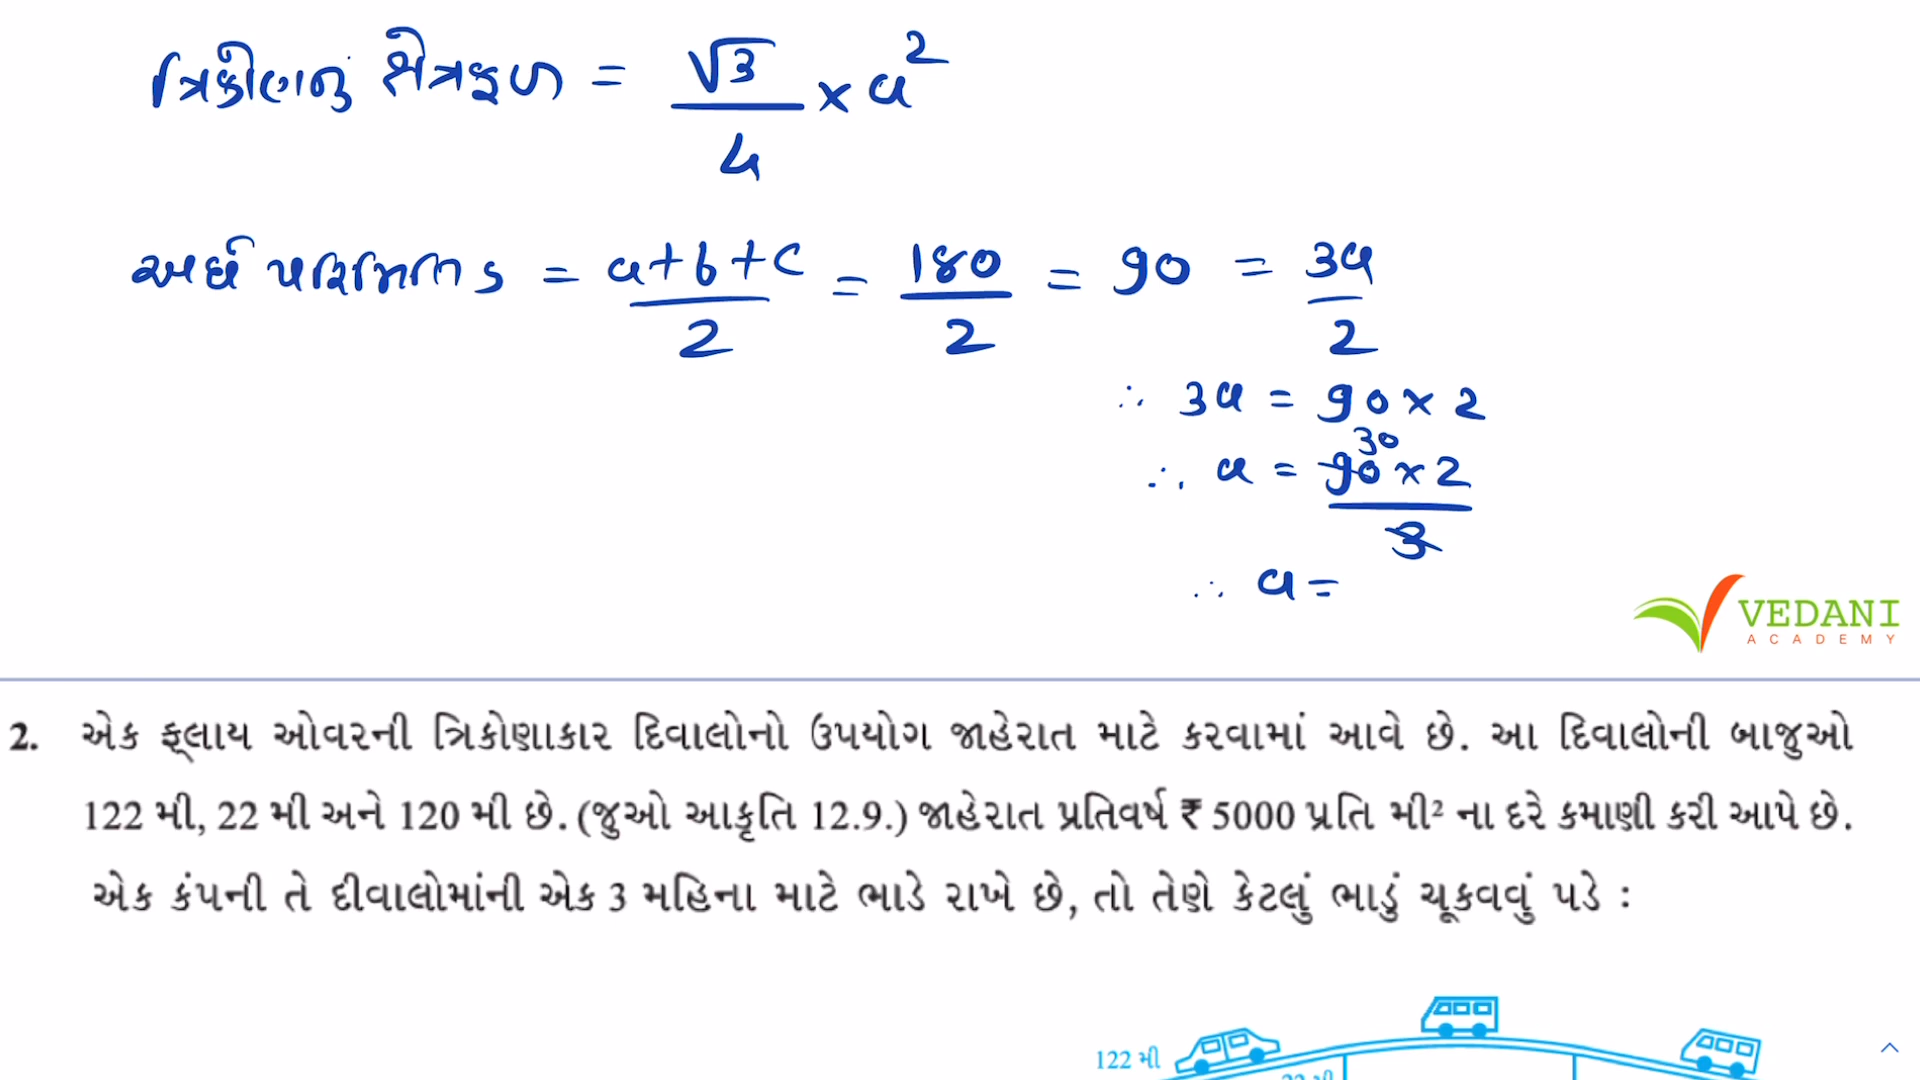 ત્રિકોણનું ક્ષેત્રફળ = √3/4 × a²
અર્ધ પરિમિતિ s = a+b+c/2 = 180/2 = 90 = 3a/2
∴ 3a = 90 × 2
30
∴ a = 90 × 2/3
∴ a =
VEDANI
ACADEMY
2. એક ફ્લાય ઓવરની ત્રિકોણાકાર દિવાલોનો ઉપયોગ જાહેરાત માટે કરવામાં આવે છે. આ દિવાલોની બાજુઓ
122 મી, 22 મી અને 120 મી છે. (જુઓ આકૃતિ 12.9.) જાહેરાત પ્રતિવર્ષ ₹ 5000 પ્રતિ મી² ના દરે કમાણી કરી આપે છે.
એક કંપની તે દીવાલોમાંની એક 3 મહિના માટે ભાડે રાખે છે, તો તેણે કેટલું ભાડું ચૂકવવું પડે :
122 મી